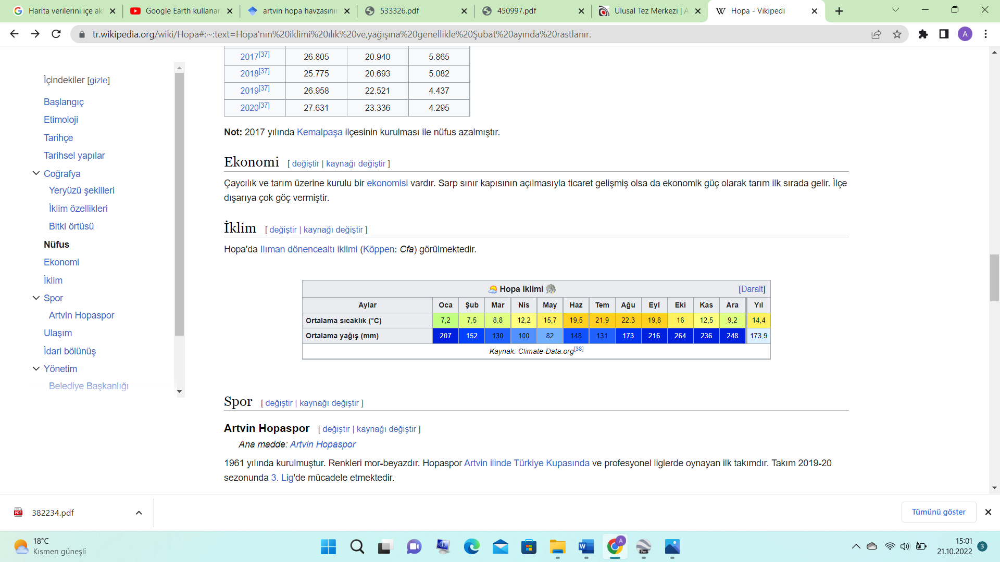 Harita verilerini içe ak
Google Earth kullanar
artvin hopa havzasının
533326.pdf
450997.pdf
Ulusal Tez Merkezi | A
Hopa - Vikipedi
tr.wikipedia.org/wiki/Hopa#:~:text=Hopa'nın%20iklimi%20ılık%20ve,yağışına%20genellikle%20Şubat%20ayında%20rastlanır.
A
İçindekiler [gizle]
Başlangıç
Etimoloji
Tarihçe
Tarihsel yapılar
Coğrafya
Yeryüzü şekilleri
İklim özellikleri
Bitki örtüsü
Nüfus
Ekonomi
İklim
Spor
Artvin Hopaspor
Ulaşım
İdari bölünüş
Yönetim
Belediye Başkanlığı
2017[37] 26.805 20.940 5.865
2018[37] 25.775 20.693 5.082
2019[37] 26.958 22.521 4.437
2020[37] 27.631 23.336 4.295
Not: 2017 yılında Kemalpaşa ilçesinin kurulması ile nüfus azalmıştır.
Ekonomi [ değiştir | kaynağı değiştir ]
Çaycılık ve tarım üzerine kurulu bir ekonomisi vardır. Sarp sınır kapısının açılmasıyla ticaret gelişmiş olsa da ekonomik güç olarak tarım ilk sırada gelir. İlçe
dışarıya çok göç vermiştir.
İklim [ değiştir | kaynağı değiştir ]
Hopa'da Ilıman dönencealtı iklimi (Köppen: Cfa) görülmektedir.
Hopa iklimi [Daralt]
Aylar Oca Şub Mar Nis May Haz Tem Ağu Eyl Eki Kas Ara Yıl
Ortalama sıcaklık (°C) 7,2 7,5 8,8 12,2 15,7 19,5 21,9 22,3 19,8 16 12,5 9,2 14,4
Ortalama yağış (mm) 207 152 130 100 82 148 131 173 216 264 236 248 173,9
Kaynak: Climate-Data.org[38]
Spor [ değiştir | kaynağı değiştir ]
Artvin Hopaspor [ değiştir | kaynağı değiştir ]
Ana madde: Artvin Hopaspor
1961 yılında kurulmuştur. Renkleri mor-beyazdır. Hopaspor Artvin ilinde Türkiye Kupasında ve profesyonel liglerde oynayan ilk takımdır. Takım 2019-20
sezonunda 3. Lig'de mücadele etmektedir.
382234.pdf
Tümünü göster
18°C
Kısmen güneşli
15:01
21.10.2022
3